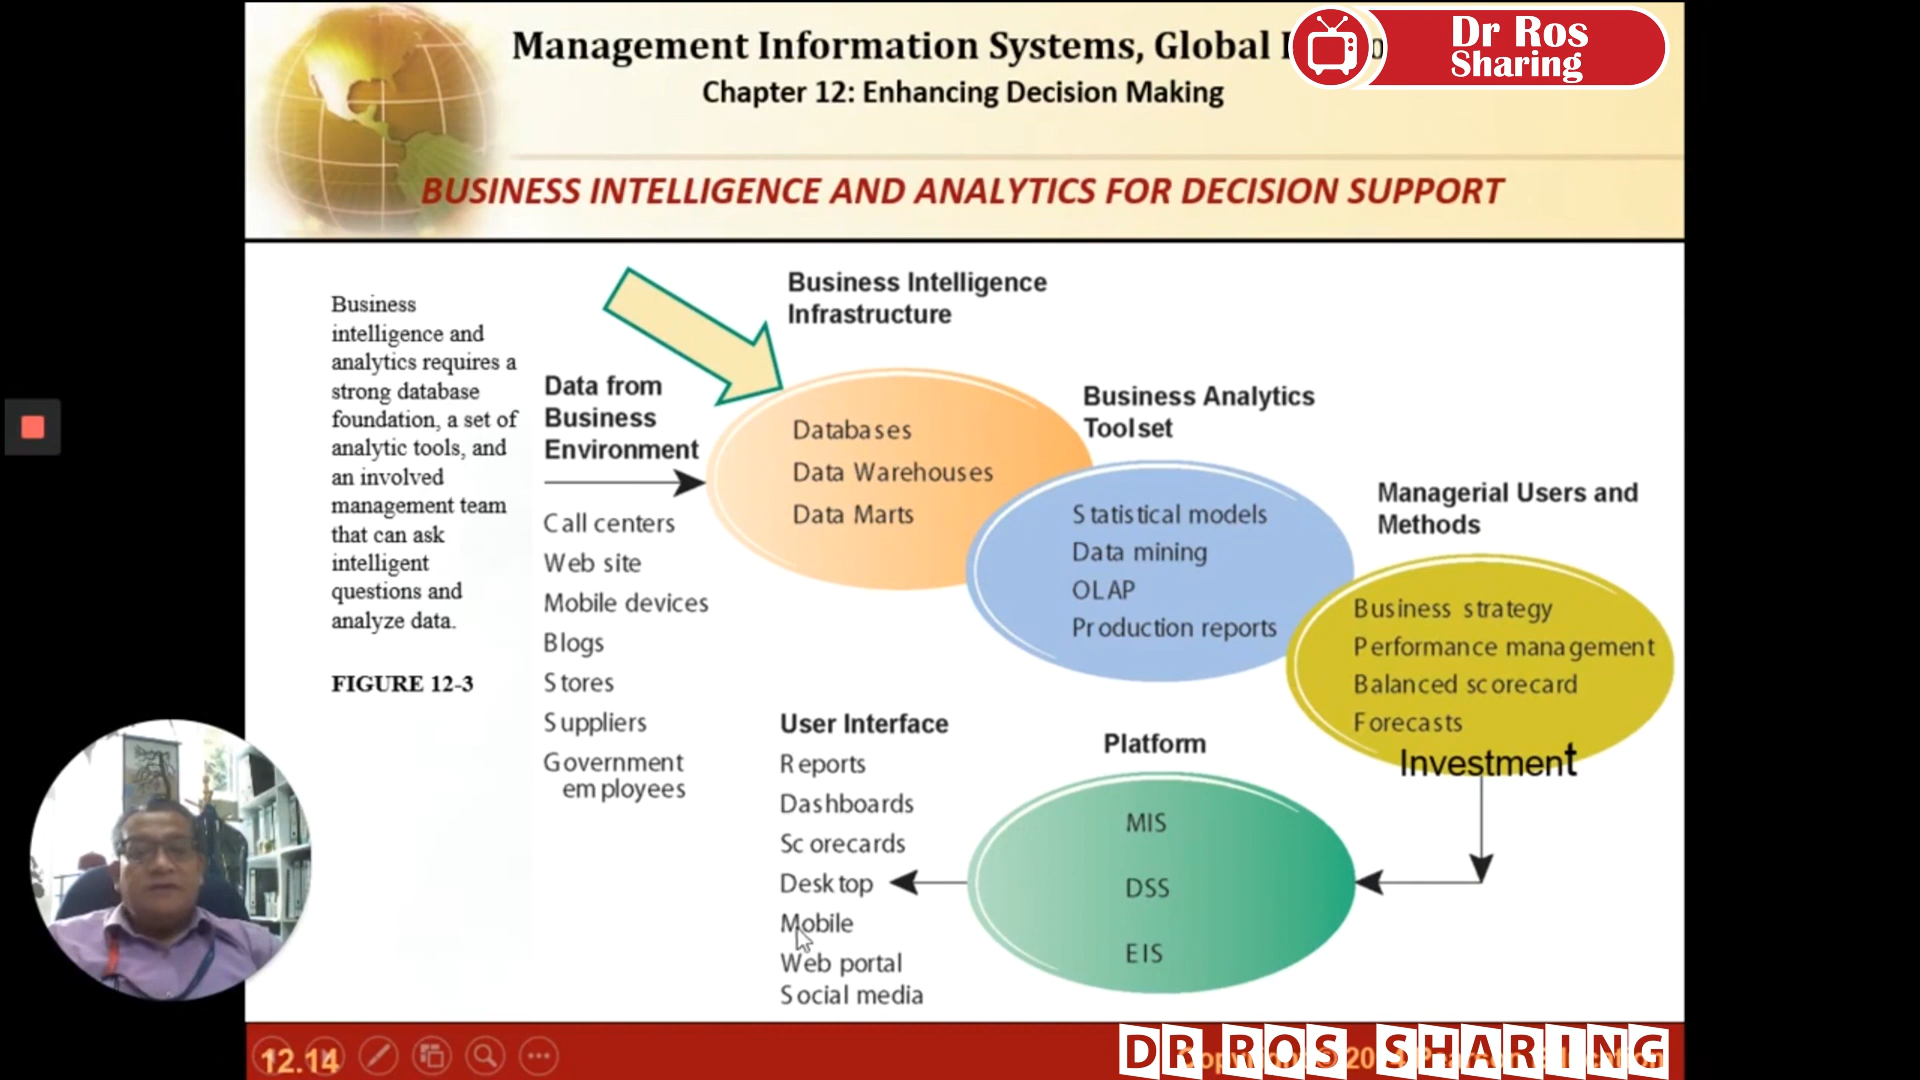 Management Information Systems, Global
Dr Ros
Sharing
Chapter 12: Enhancing Decision Making
BUSINESS INTELLIGENCE AND ANALYTICS FOR DECISION SUPPORT
Business
intelligence and
analytics requires a
strong database
foundation, a set of
analytic tools, and
an involved
management team
that can ask
intelligent
questions and
analyze data.
FIGURE 12-3
Data from
Business
Environment
Call centers
Web site
Mobile devices
Blogs
Stores
Suppliers
Government
employees
Business Intelligence
Infrastructure
Databases
Data Warehouses
Data Marts
Business Analytics
Toolset
Statistical models
Data mining
OLAP
Production reports
Managerial Users and
Methods
Business strategy
Performance management
Balanced scorecard
Forecasts
Investment
Platform
MIS
DSS
EIS
User Interface
Reports
Dashboards
Scorecards
Desktop
Mobile
Web portal
Social media
12.14
DR ROS SHARING